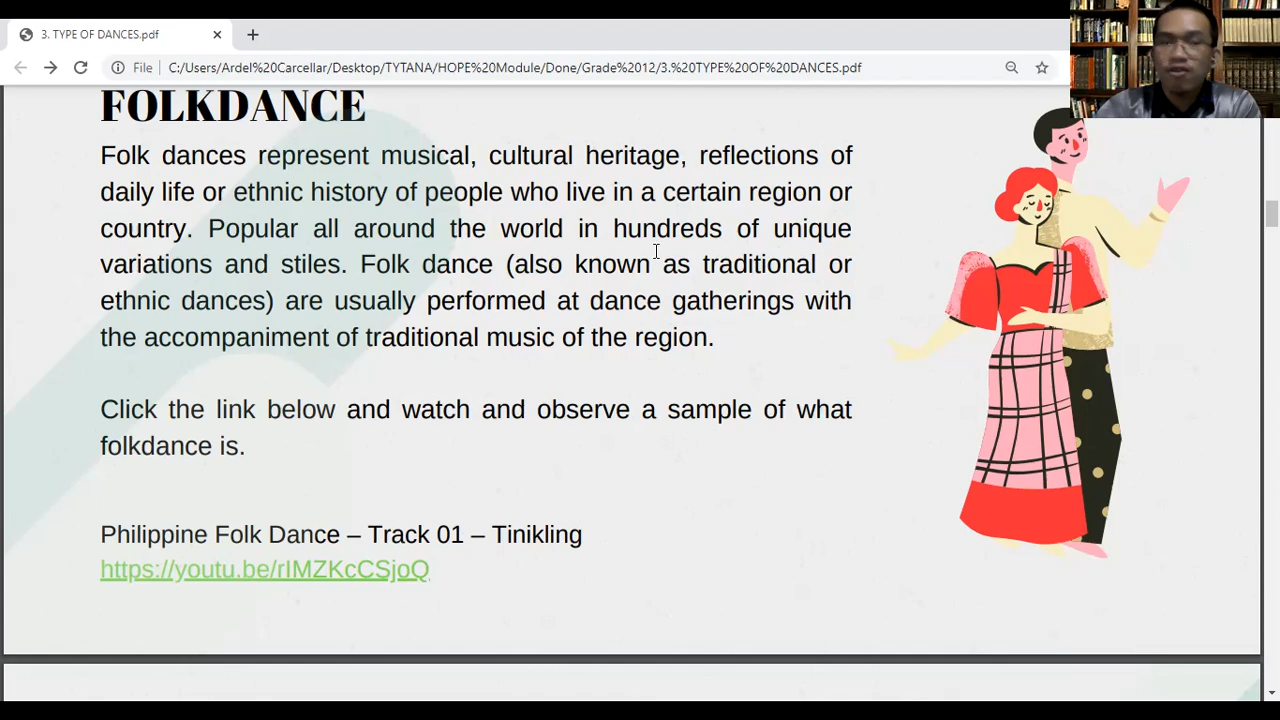 3. TYPE OF DANCES.pdf
File
C:/Users/Ardel%20Carcellar/Desktop/TYTANA/HOPE%20Module/Done/Grade%2012/3.%20TYPE%20OF%20DANCES.pdf
FOLKDANCE
Folk dances represent musical, cultural heritage, reflections of
daily life or ethnic history of people who live in a certain region or
country. Popular all around the world in hundreds of unique
variations and stiles. Folk dance (also known as traditional or
ethnic dances) are usually performed at dance gatherings with
the accompaniment of traditional music of the region.
Click the link below and watch and observe a sample of what
folkdance is.
Philippine Folk Dance – Track 01 – Tinikling
https://youtu.be/rIMZKcCSjoQ